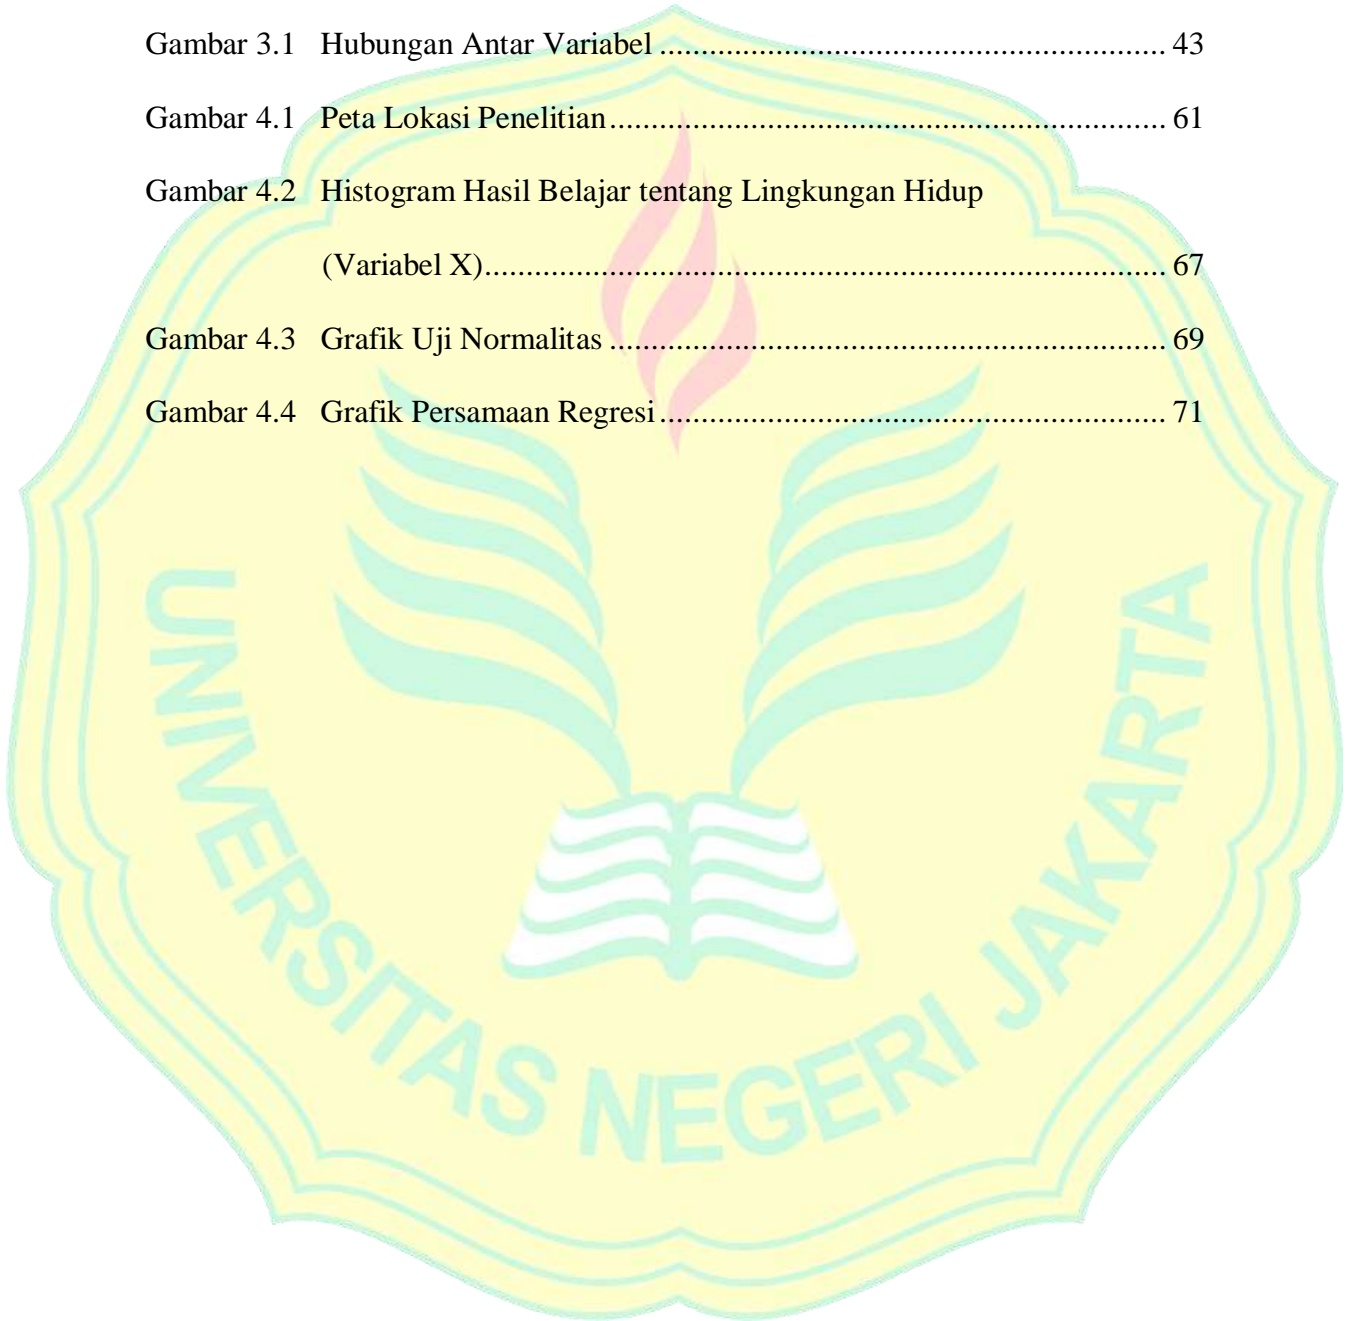 Gambar 3.1 Hubungan Antar Variabel ............................................................. 43
Gambar 4.1 Peta Lokasi Penelitian ................................................................... 61
Gambar 4.2 Histogram Hasil Belajar tentang Lingkungan Hidup
(Variabel X) .................................................................................. 67
Gambar 4.3 Grafik Uji Normalitas ................................................................... 69
Gambar 4.4 Grafik Persamaan Regresi ............................................................. 71
UNIVERSITAS NEGERI JAKARTA